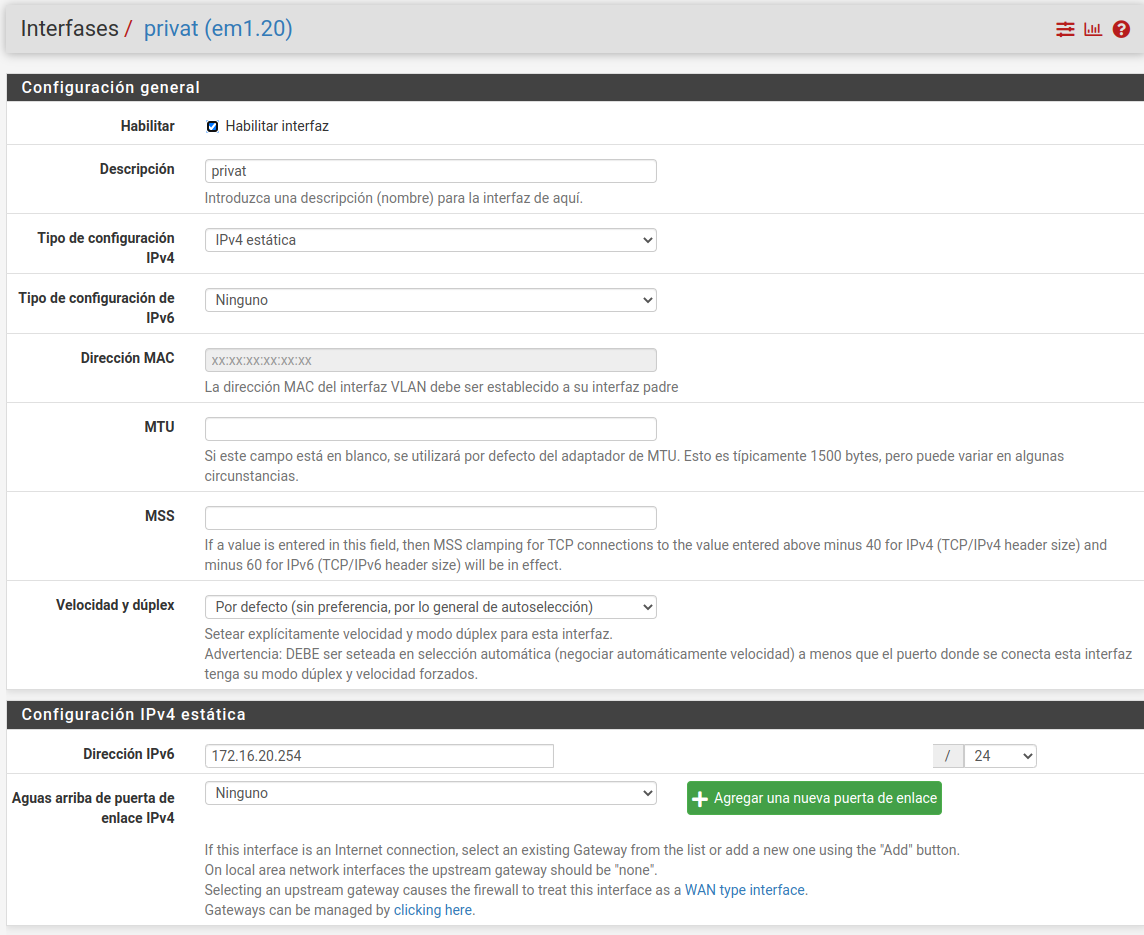 Interfases / privat (em1.20)
Configuración general
Habilitar
Habilitar interfaz
Descripción
privat
Introduzca una descripción (nombre) para la interfaz de aquí.
Tipo de configuración
IPv4
IPv4 estática
Tipo de configuración de
IPv6
Ninguno
Dirección MAC
xx:xx:xx:xx:xx:xx
La dirección MAC del interfaz VLAN debe ser establecido a su interfaz padre
MTU
Si este campo está en blanco, se utilizará por defecto del adaptador de MTU. Esto es típicamente 1500 bytes, pero puede variar en algunas
circunstancias.
MSS
If a value is entered in this field, then MSS clamping for TCP connections to the value entered above minus 40 for IPv4 (TCP/IPv4 header size) and
minus 60 for IPv6 (TCP/IPv6 header size) will be in effect.
Velocidad y dúplex
Por defecto (sin preferencia, por lo general de autoselección)
Setear explícitamente velocidad y modo dúplex para esta interfaz.
Advertencia: DEBE ser seteada en selección automática (negociar automáticamente velocidad) a menos que el puerto donde se conecta esta interfaz
tenga su modo dúplex y velocidad forzados.
Configuración IPv4 estática
Dirección IPv6
172.16.20.254
/ 24
Aguas arriba de puerta de
enlace IPv4
Ninguno
Agregar una nueva puerta de enlace
If this interface is an Internet connection, select an existing Gateway from the list or add a new one using the "Add" button.
On local area network interfaces the upstream gateway should be "none".
Selecting an upstream gateway causes the firewall to treat this interface as a WAN type interface.
Gateways can be managed by clicking here.